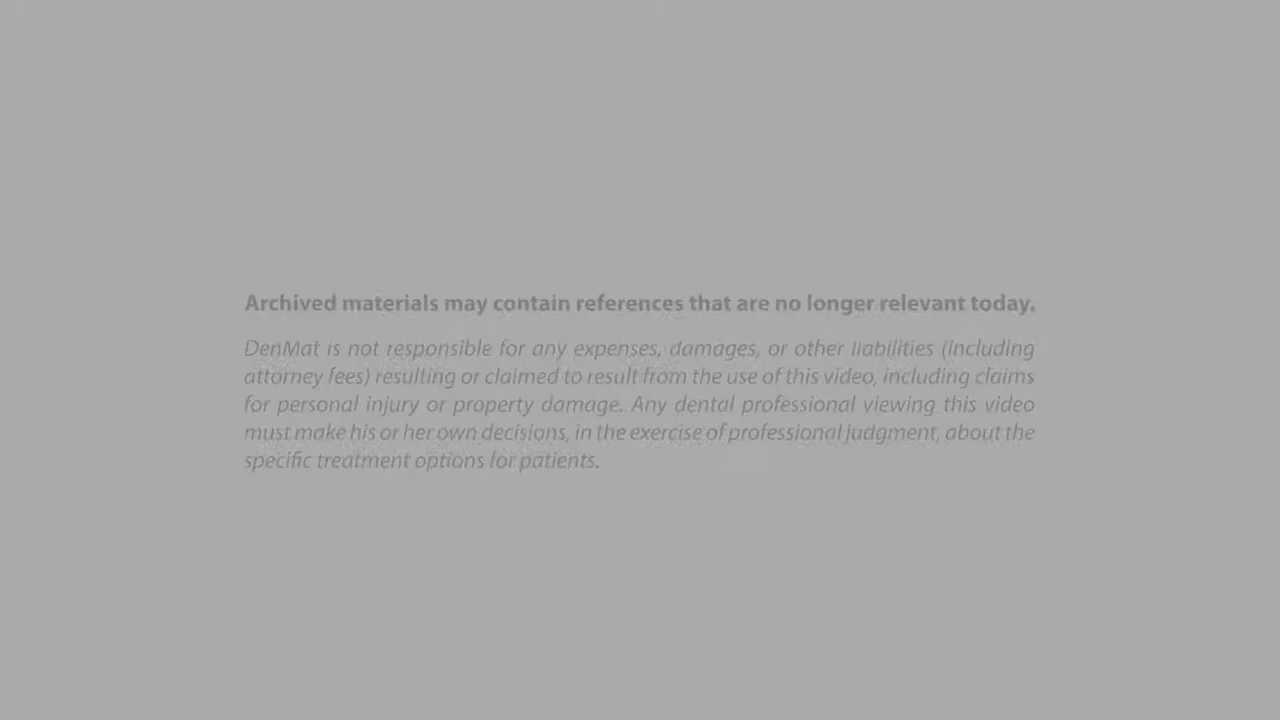 Archived materials may contain references that are no longer relevant today.
DenMat is not responsible for any expenses, damages, or other liabilities (including
attorney fees) resulting or claimed to result from the use of this video, including claims
for personal injury or property damage. Any dental professional viewing this video
must make his or her own decisions, in the exercise of professional judgment, about the
specific treatment options for patients.